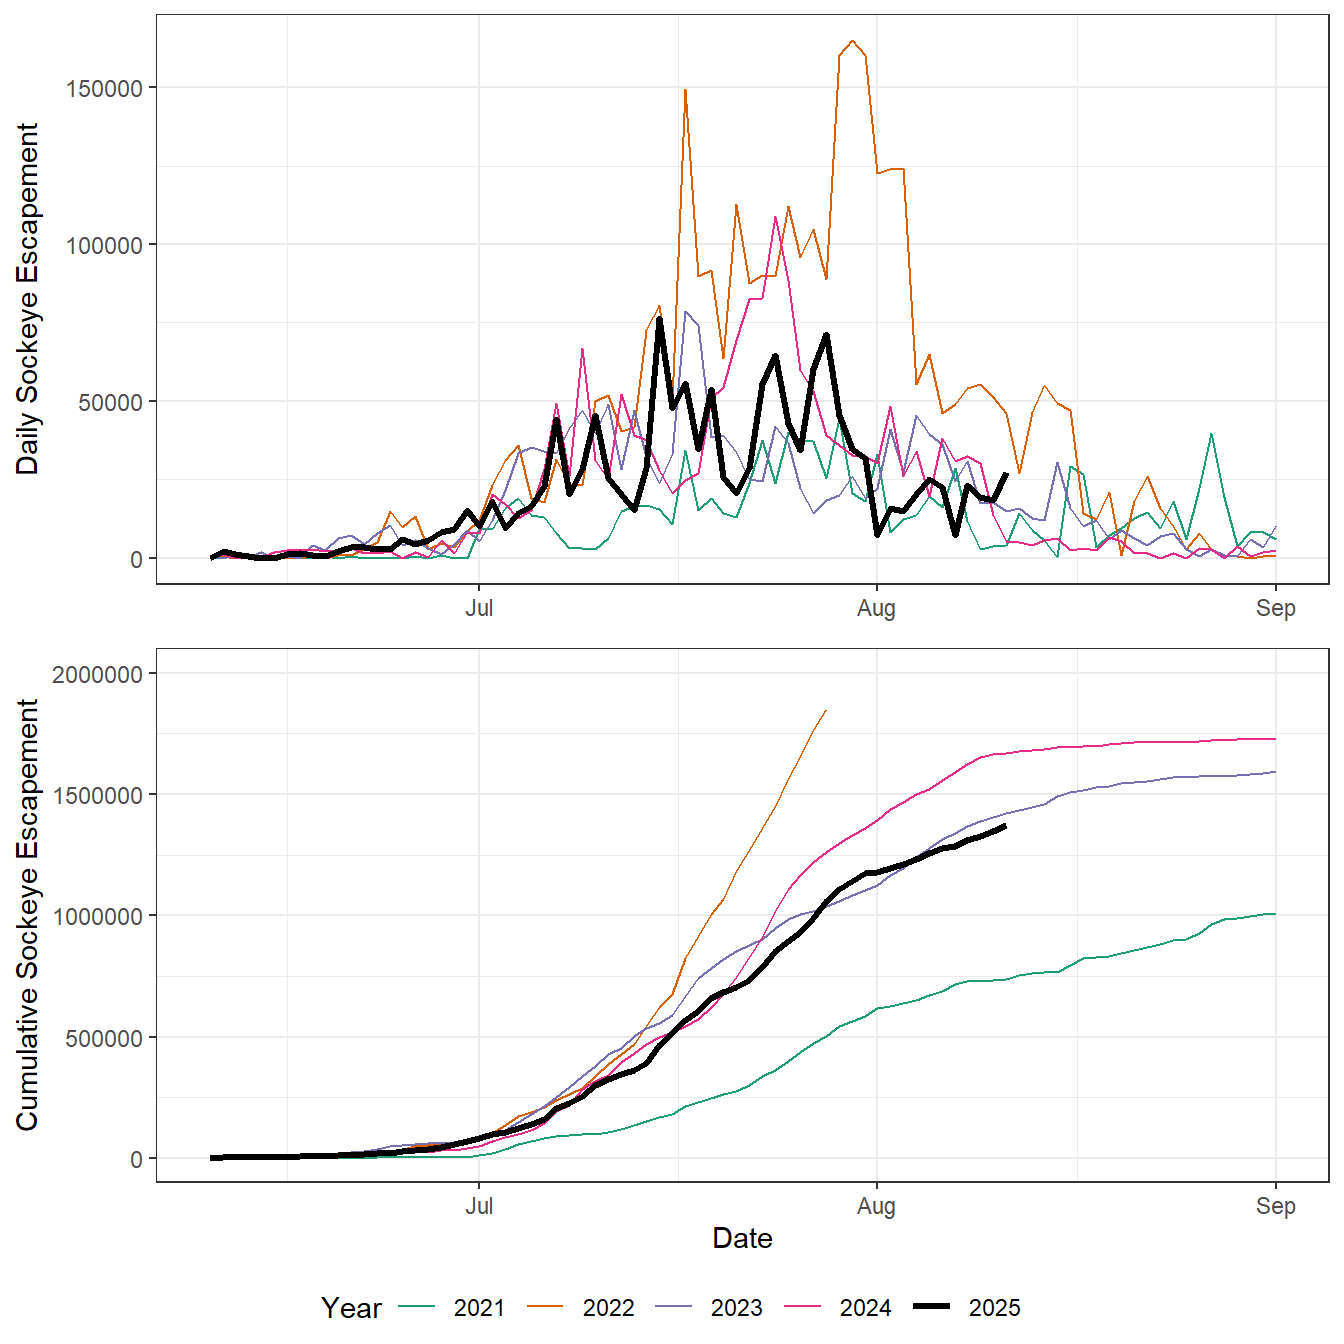 Daily Sockeye Escapement
150000
100000
50000
0
Jul Aug Sep
Cumulative Sockeye Escapement
2000000
1500000
1000000
500000
0
Jul Aug Sep
Date
Year 2021 2022 2023 2024 2025